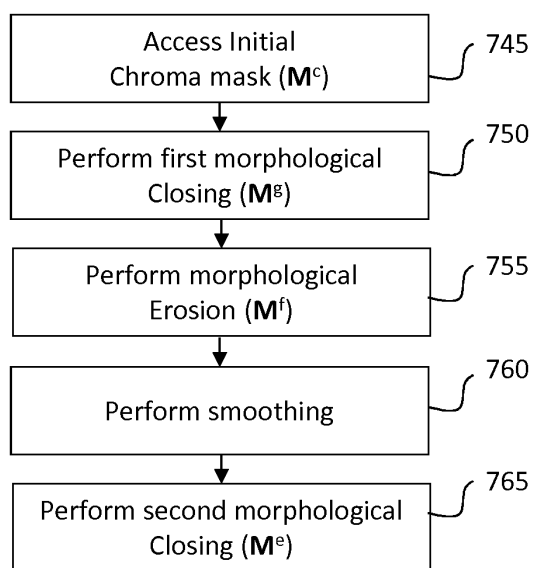 Access Initial
Chroma mask (Mᶜ)
745
Perform first morphological
Closing (Mᵍ)
750
Perform morphological
Erosion (Mᶠ)
755
Perform smoothing
760
Perform second morphological
Closing (Mᵉ)
765